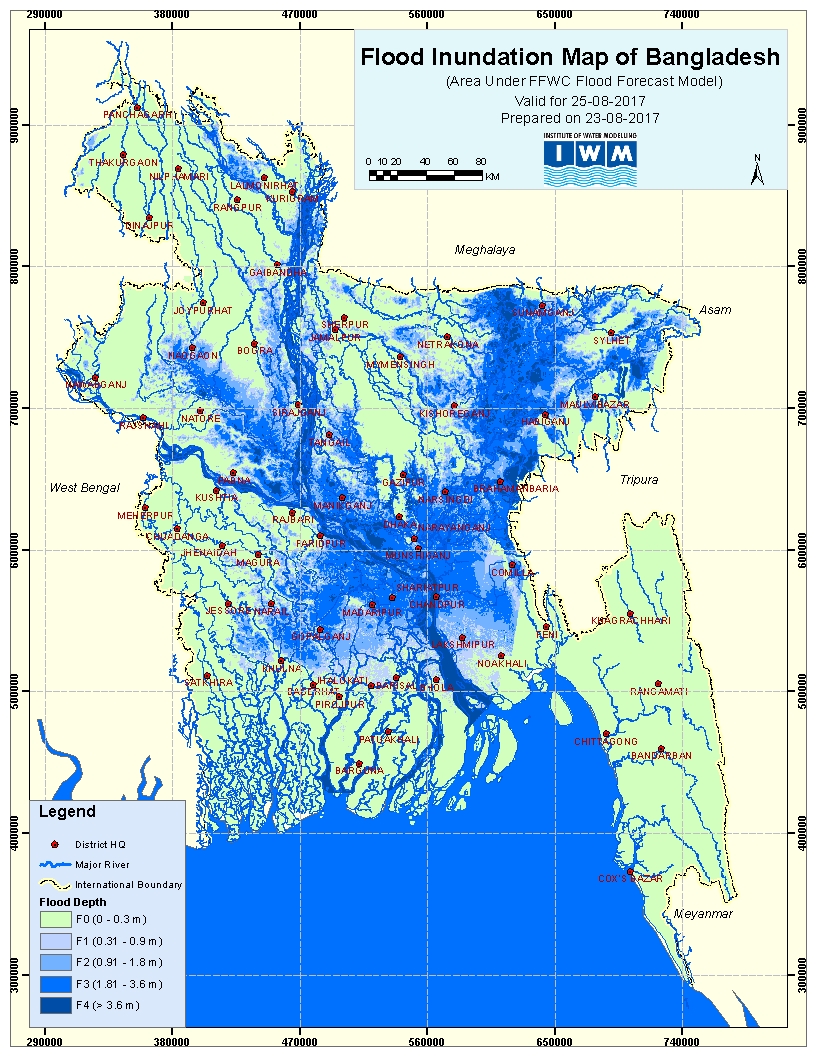 290000 380000 470000 560000 650000 740000
Flood Inundation Map of Bangladesh
(Area Under FFWC Flood Forecast Model)
Valid for 25-08-2017
Prepared on 23-08-2017
INSTITUTE OF WATER MODELLING
IWM
0 10 20 40 60 80
KM
N
900000 900000
800000 800000
700000 700000
600000 600000
500000 500000
400000 400000
300000 300000
PANCHAGARH
THAKURGAON
NILPHAMARI
LALMONIRHAT
KURIGRAM
RANGPUR
DINAJPUR
Meghalaya
GAIBANDHA
JOYPURHAT
SHERPUR
JAMALPUR
SUNAMGANJ
Asam
NETRAKONA
SYLHET
BOGRA
NAOGAON
MYMENSINGH
NAWABGANJ
MAULVIBAZAR
SIRAJGANJ
KISHOREGANJ
NATORE
HABIGANJ
RAJSHAHI
TANGAIL
PABNA
GAZIPUR
Tripura
West Bengal
KUSHTIA
MANIKGANJ
NARSINGDI
BRAHAMANBARIA
MEHERPUR
RAJBARI
DHAKA
NARAYANGANJ
CHUADANGA
FARIDPUR
JHENAIDAH
MUNSHIGANJ
MAGURA
COMILLA
SHARIATPUR
CHANDPUR
JESSORE
NARAIL
MADARIPUR
KHAGRACHHARI
GOPALGANJ
FENI
LAKSHMIPUR
KHULNA
NOAKHALI
SATKHIRA
JHALOKATI
BARISAL
BHOLA
BAGERHAT
RANGAMATI
PIROJPUR
PATUAKHALI
CHITTAGONG
BANDARBAN
BARGUNA
COX'S BAZAR
Meyanmar
Legend
District HQ
Major River
International Boundary
Flood Depth
F0 (0 - 0.3 m)
F1 (0.31 - 0.9 m)
F2 (0.91 - 1.8 m)
F3 (1.81 - 3.6 m)
F4 (> 3.6 m)
290000 380000 470000 560000 650000 740000